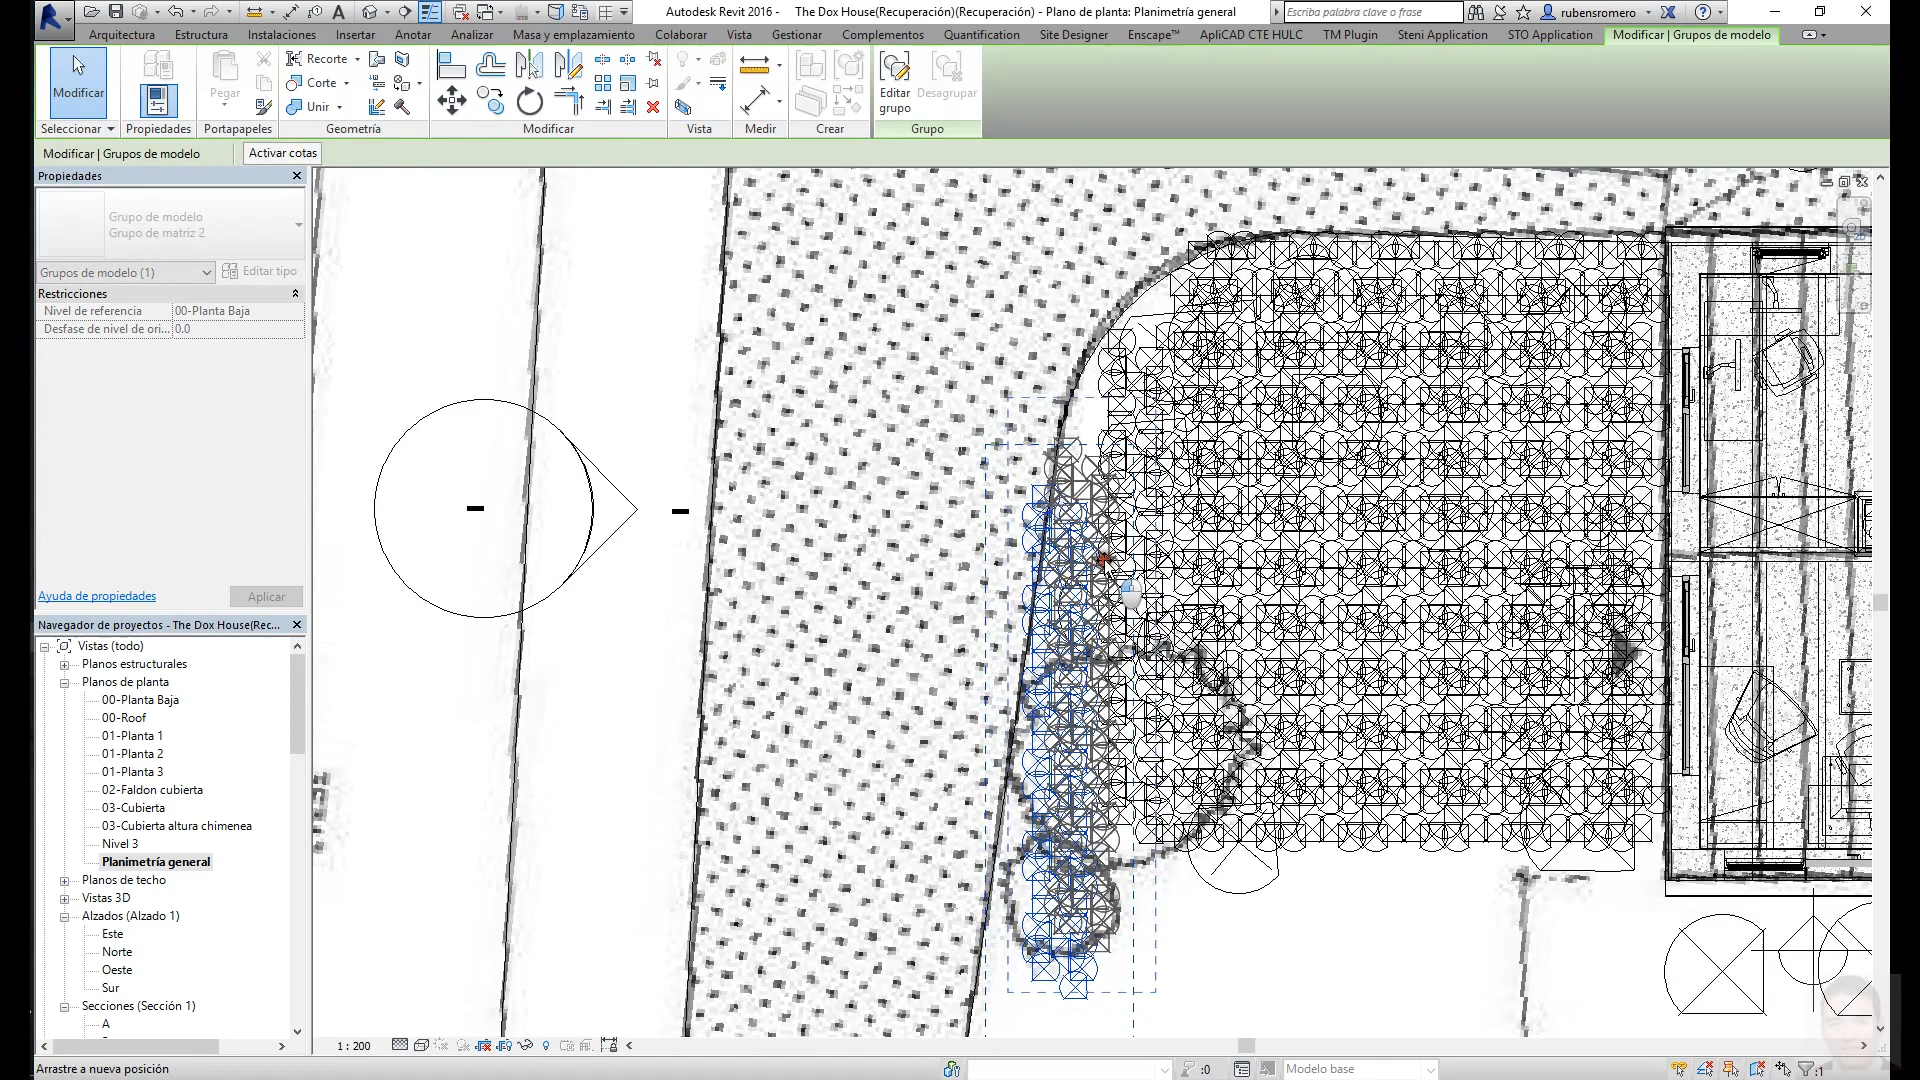 Autodesk Revit 2016 -
The Dox House(Recuperación)(Recuperación) - Plano de planta: Planimetría general
Escriba palabra clave o frase
rubensromero
Arquitectura
Estructura
Instalaciones
Insertar
Anotar
Analizar
Masa y emplazamiento
Colaborar
Vista
Gestionar
Complementos
Quantification
Site Designer
Enscape™
ApliCAD CTE HULC
TM Plugin
Steni Application
STO Application
Modificar | Grupos de modelo
Modificar
Pegar
Recorte
Corte
Unir
Editar
grupo
Desagrupar
Seleccionar
Propiedades
Portapapeles
Geometría
Modificar
Vista
Medir
Crear
Grupo
Modificar | Grupos de modelo
Activar cotas
Propiedades
Grupo de modelo
Grupo de matriz 2
Grupos de modelo (1)
Editar tipo
Restricciones
Nivel de referencia
00-Planta Baja
Desfase de nivel de ori...
0.0
Ayuda de propiedades
Aplicar
Navegador de proyectos - The Dox House(Rec...
Vistas (todo)
Planos estructurales
Planos de planta
00-Planta Baja
00-Roof
01-Planta 1
01-Planta 2
01-Planta 3
02-Faldon cubierta
03-Cubierta
03-Cubierta altura chimenea
Nivel 3
Planimetría general
Planos de techo
Vistas 3D
Alzados (Alzado 1)
Este
Norte
Oeste
Sur
Secciones (Sección 1)
A
1 : 200
Arrastre a nueva posición
:0
Modelo base
:1